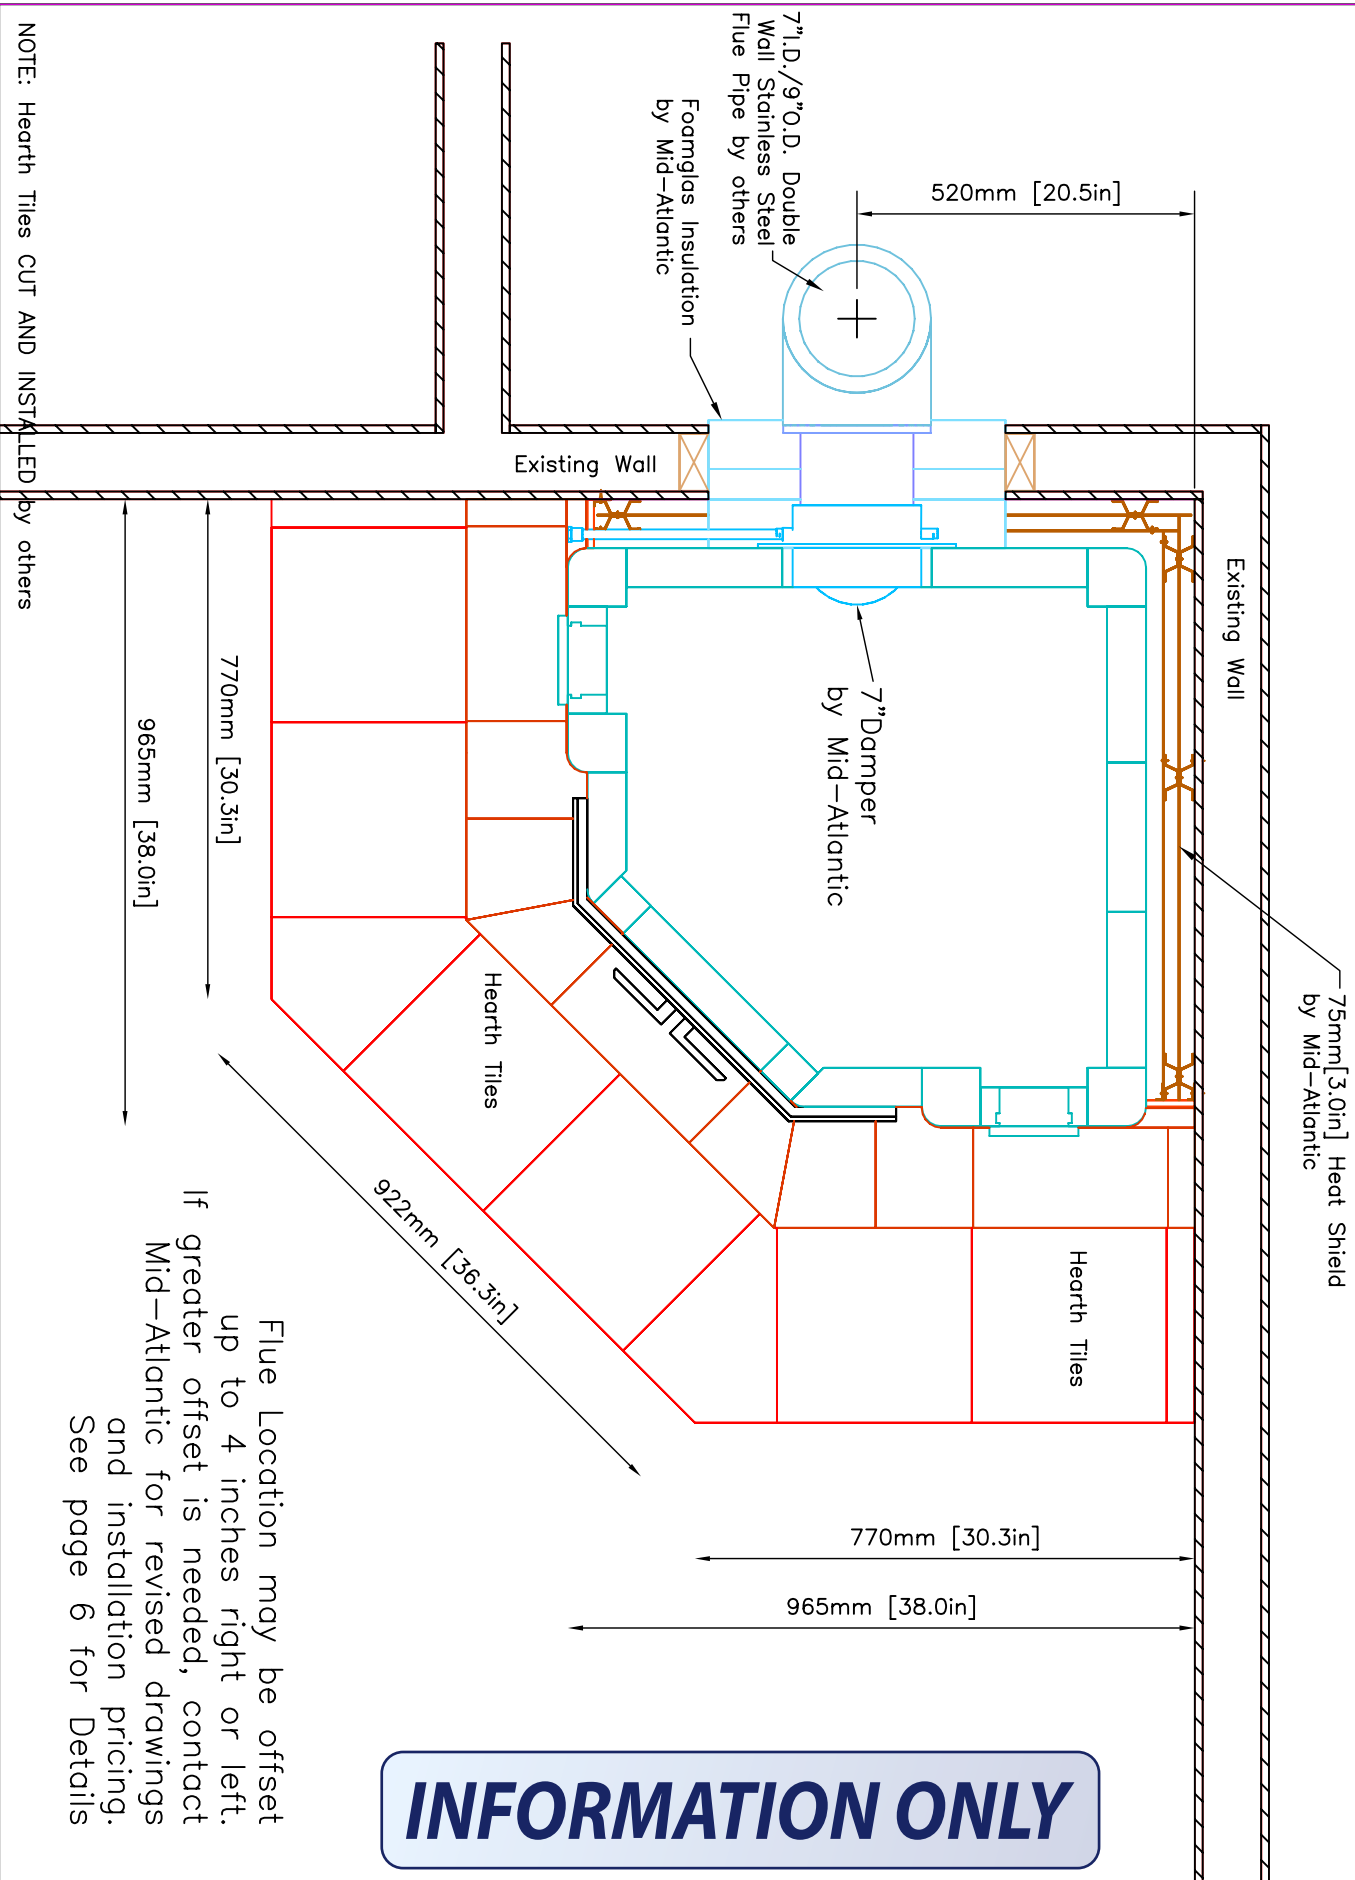 520mm [20.5in]
7"I.D./9"O.D. Double
Wall Stainless Steel
Flue Pipe by others
Foamglas Insulation
by Mid-Atlantic
Existing Wall
Existing Wall
7"Damper
by Mid-Atlantic
75mm[3.0in] Heat Shield
by Mid-Atlantic
NOTE: Hearth Tiles CUT AND INSTALLED by others
770mm [30.3in]
965mm [38.0in]
Hearth Tiles
Hearth Tiles
922mm [36.3in]
770mm [30.3in]
965mm [38.0in]
Flue Location may be offset
up to 4 inches right or left.
If greater offset is needed, contact
Mid-Atlantic for revised drawings
and installation pricing.
See page 6 for Details
INFORMATION ONLY